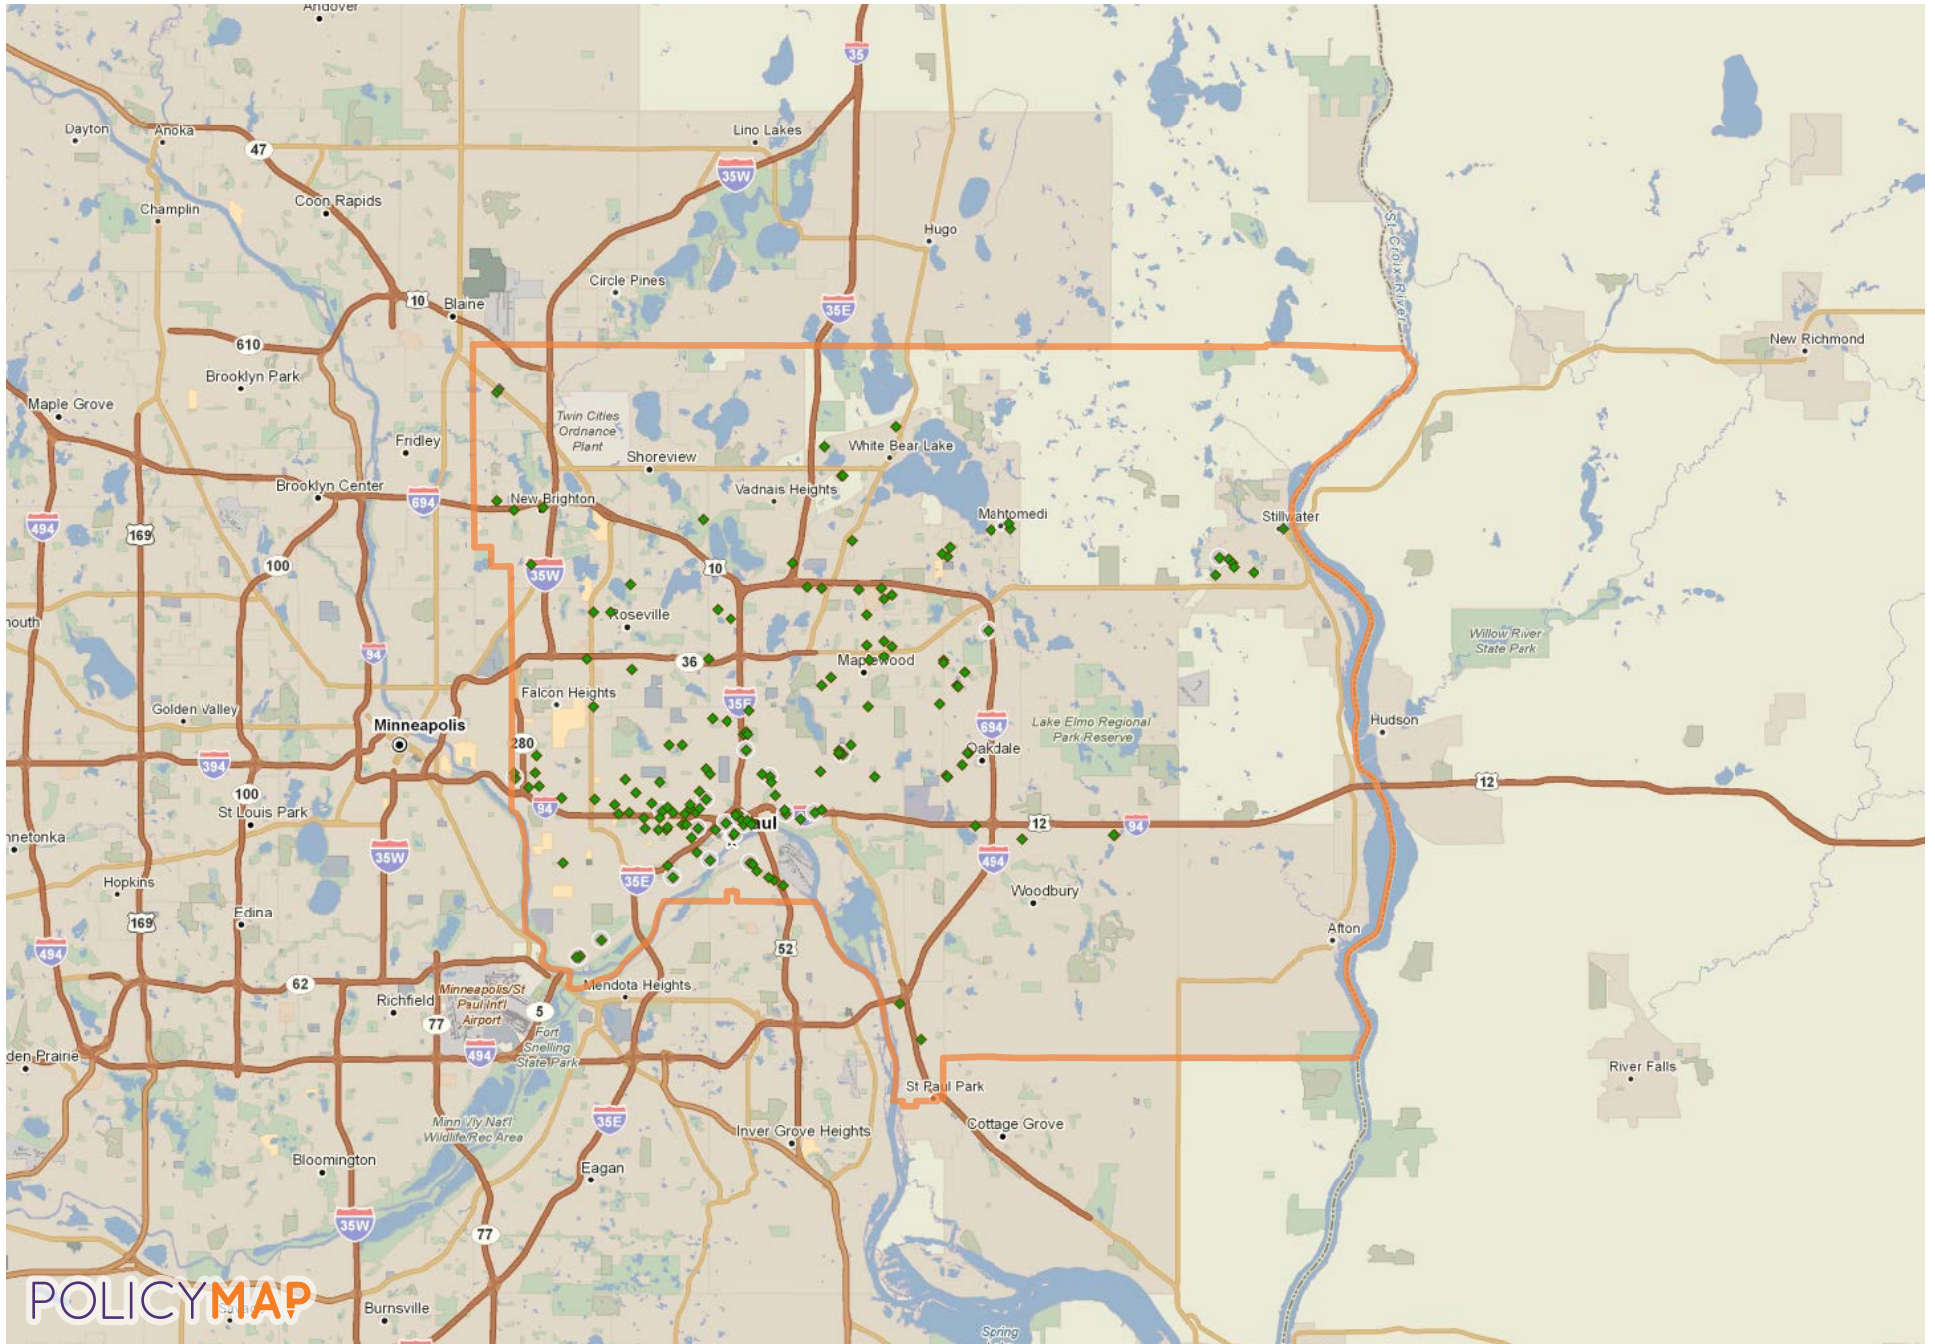 Andover
35
Dayton
Anoka
Lino Lakes
47
35W
Coon Rapids
Champlin
St Croix River
Hugo
Circle Pines
10
Blaine
35E
610
New Richmond
Brooklyn Park
Maple Grove
Twin Cities
Ordnance
Plant
Fridley
White Bear Lake
Shoreview
Brooklyn Center
Vadnais Heights
694
New Brighton
Mahtomedi
Stillwater
494
169
100
35W
10
Roseville
Willow River
State Park
94
36
Maplewood
Falcon Heights
35E
Golden Valley
Minneapolis
Hudson
694
Lake Elmo Regional
Park Reserve
280
Oakdale
394
12
100
94
St Louis Park
12
94
35W
494
Hopkins
35E
Woodbury
169
Edina
Afton
494
52
62
Mendota Heights
Minneapolis/St
Paul Int'l
Airport
Richfield
5
77
Fort
Snelling
State Park
494
den Prairie
River Falls
St Paul Park
35E
Minn Vly Nat'l
Wildlife/Rec Area
Cottage Grove
Inver Grove Heights
Bloomington
Eagan
35W
77
POLICYMAP
Burnsville
Spring